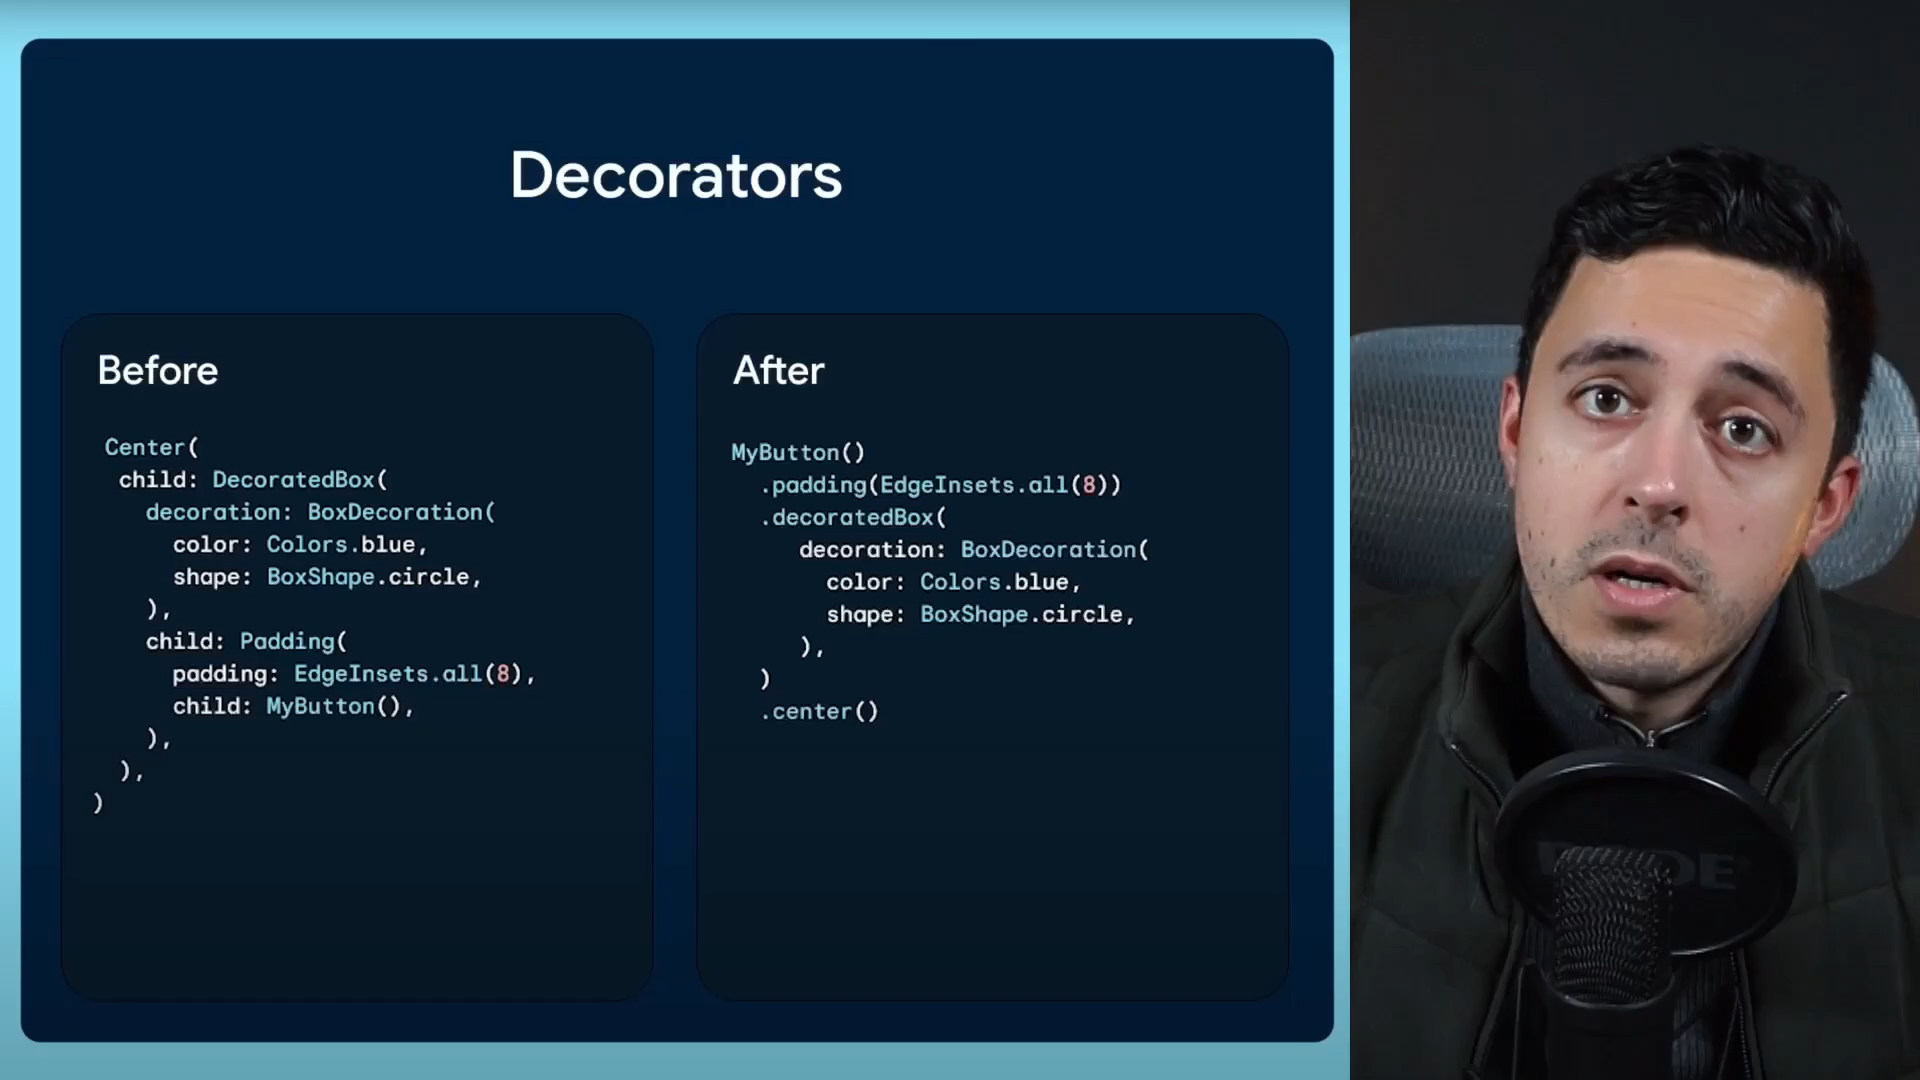 Decorators
Before
Center(
child: DecoratedBox(
decoration: BoxDecoration(
color: Colors.blue,
shape: BoxShape.circle,
),
child: Padding(
padding: EdgeInsets.all(8),
child: MyButton(),
),
),
)
After
MyButton()
.padding(EdgeInsets.all(8))
.decoratedBox(
decoration: BoxDecoration(
color: Colors.blue,
shape: BoxShape.circle,
),
)
.center()